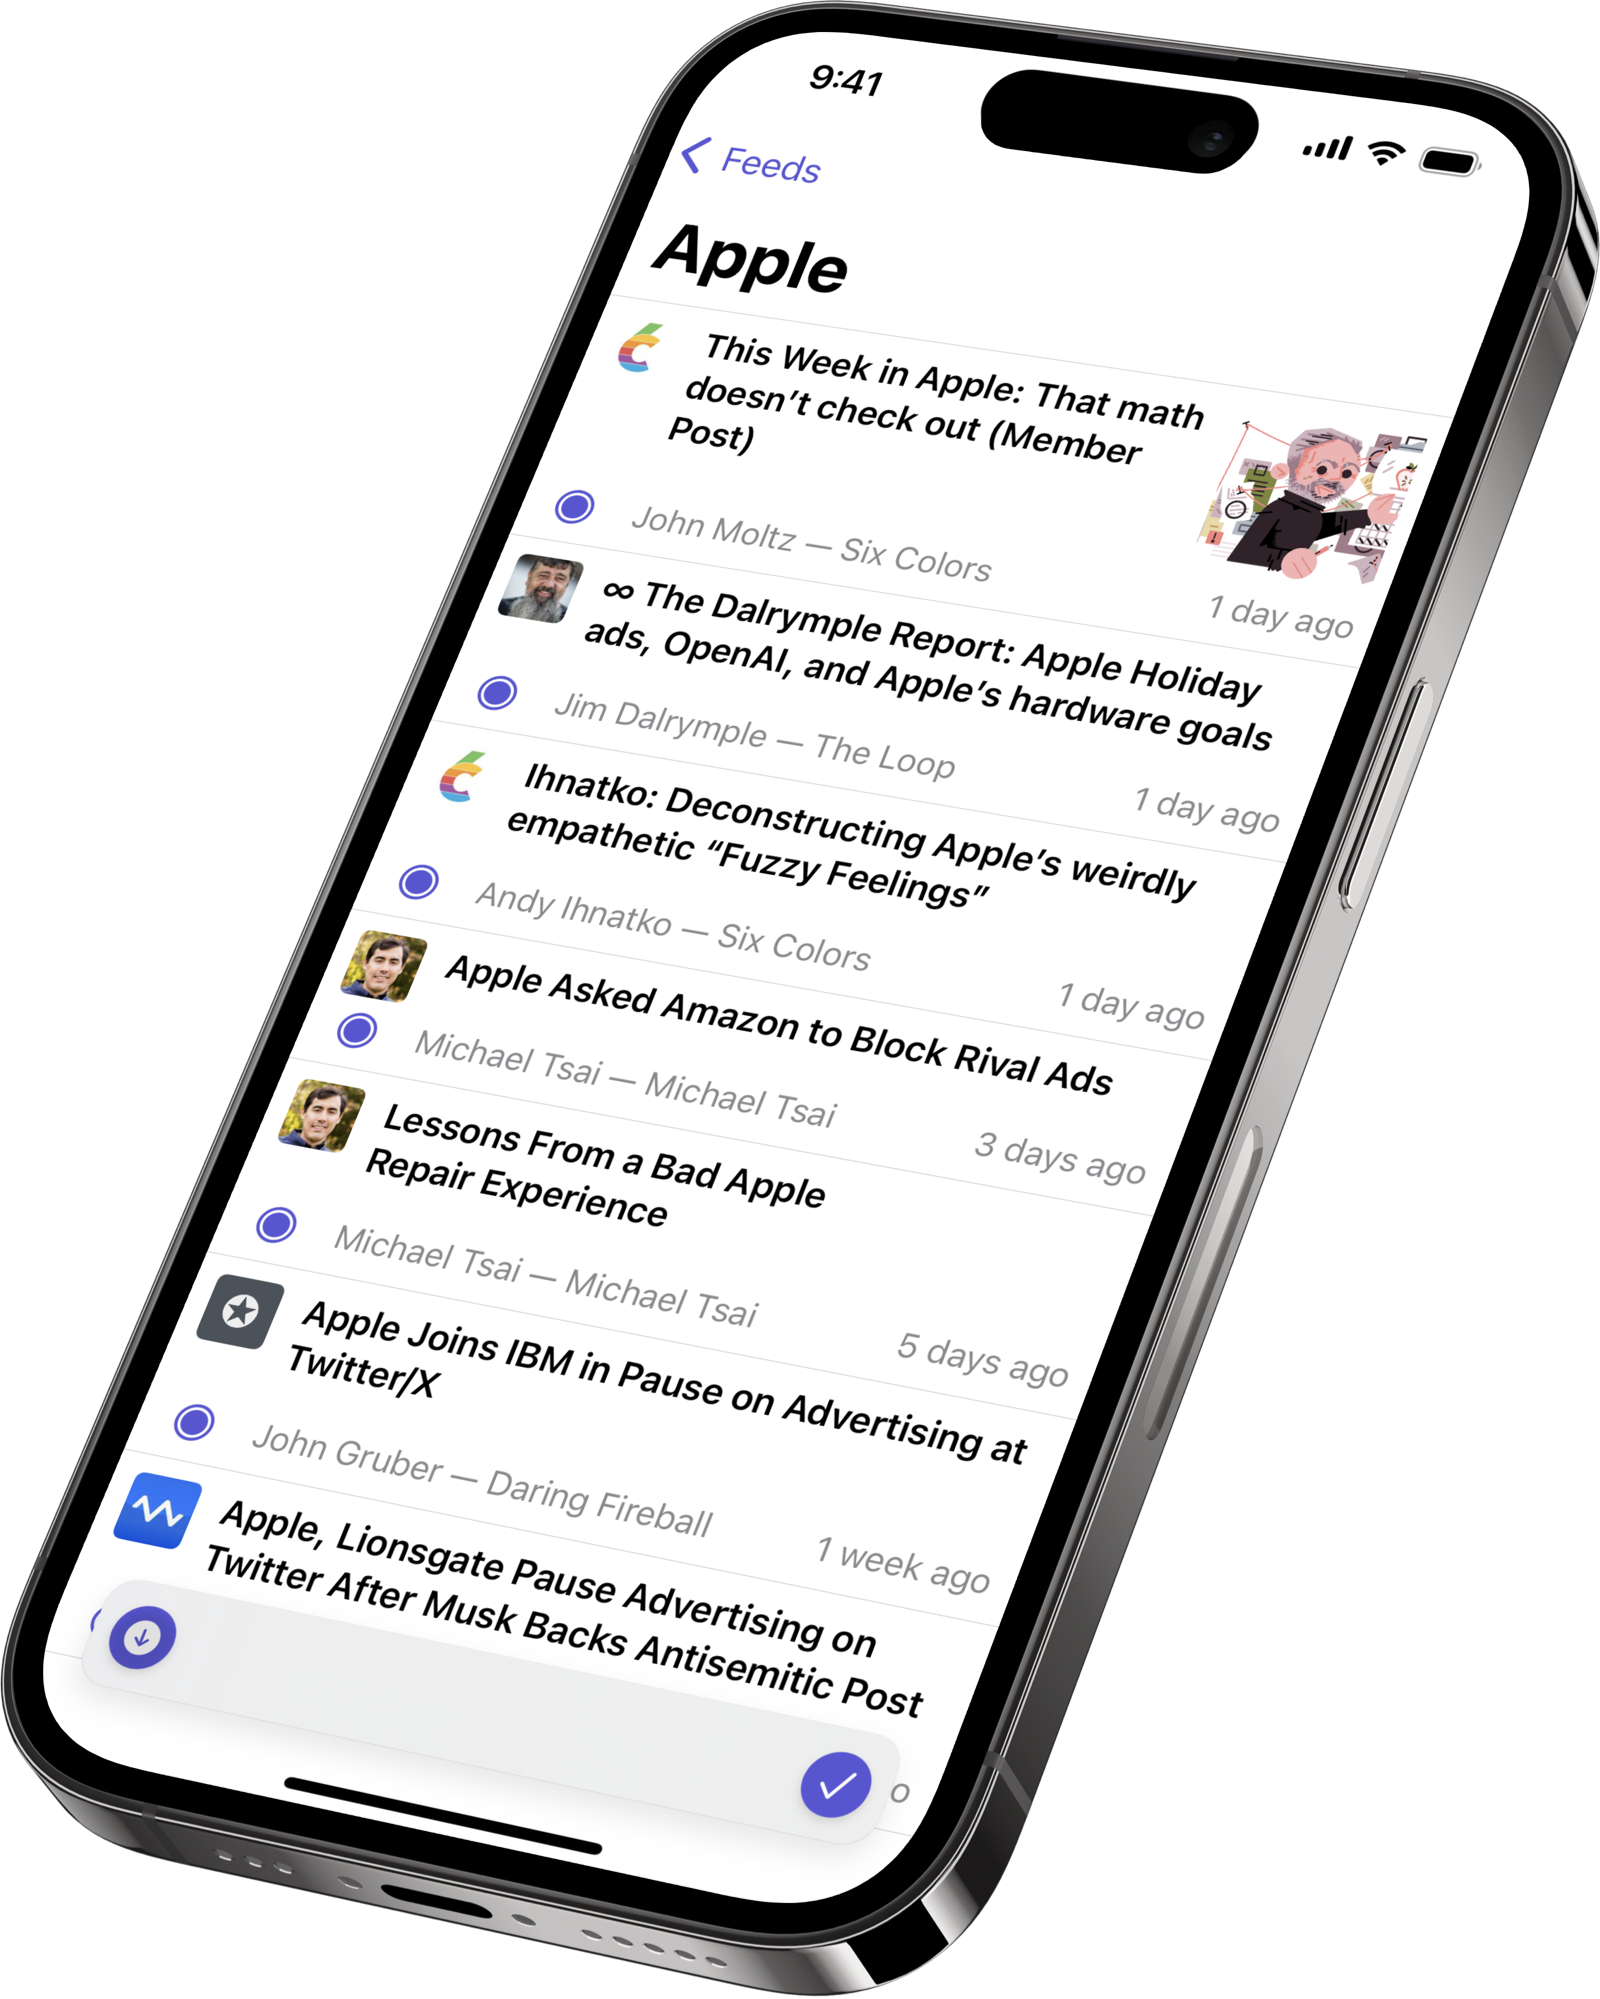 9:41
Feeds
Apple
This Week in Apple: That math
doesn’t check out (Member
Post)
John Moltz — Six Colors
1 day ago
∞ The Dalrymple Report: Apple Holiday
ads, OpenAI, and Apple’s hardware goals
Jim Dalrymple — The Loop
1 day ago
Ihnatko: Deconstructing Apple’s weirdly
empathetic “Fuzzy Feelings”
Andy Ihnatko — Six Colors
1 day ago
Apple Asked Amazon to Block Rival Ads
Michael Tsai — Michael Tsai
3 days ago
Lessons From a Bad Apple
Repair Experience
Michael Tsai — Michael Tsai
5 days ago
Apple Joins IBM in Pause on Advertising at
Twitter/X
John Gruber — Daring Fireball
1 week ago
Apple, Lionsgate Pause Advertising on
Twitter After Musk Backs Antisemitic Post